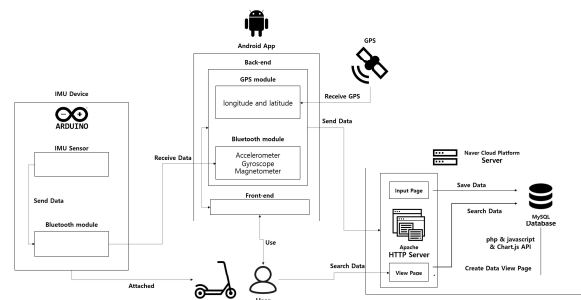 Android App
GPS
IMU Device
ARDUINO
IMU Sensor
Send Data
Bluetooth module
Receive Data
Back-end
GPS module
longitude and latitude
Bluetooth module
Accelerometer
Gyroscope
Magnetometer
Front-end
Receive GPS
Send Data
Use
Attached
User
Search Data
Naver Cloud Platform
Server
Input Page
Apache
HTTP Server
View Page
Save Data
Search Data
MySQL
Database
php & javascript
& Chart.js API
Create Data View Page